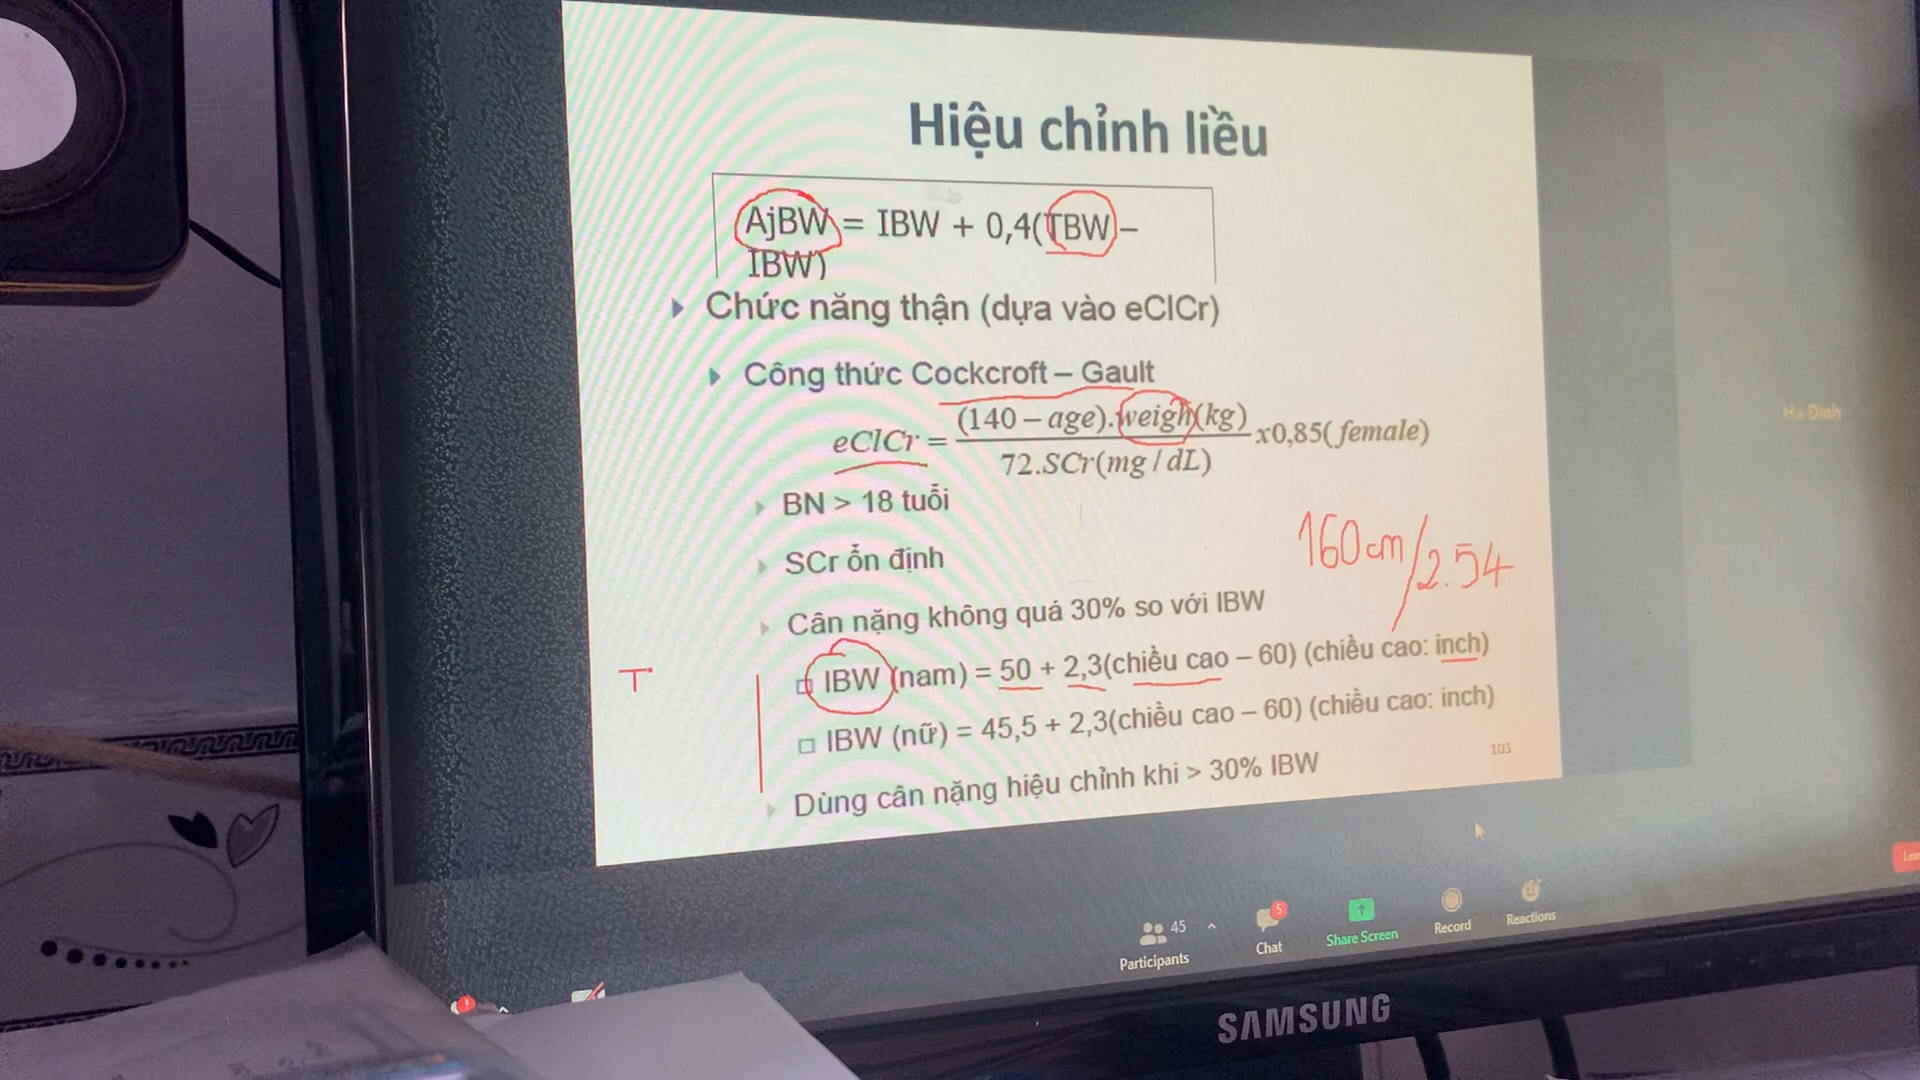 Hiệu chỉnh liều
AjBW = IBW + 0,4(TBW –
IBW)
Chức năng thận (dựa vào eClCr)
Công thức Cockcroft – Gault
eClCr = (140 – age).weigh(kg) / 72.SCr(mg / dL) x0,85( female)
BN > 18 tuổi
SCr ổn định
160cm/2.54
Cân nặng không quá 30% so với IBW
T
IBW (nam) = 50 + 2,3(chiều cao – 60) (chiều cao: inch)
IBW (nữ) = 45,5 + 2,3(chiều cao – 60) (chiều cao: inch)
Dùng cân nặng hiệu chỉnh khi > 30% IBW
103
Ha Dinh
45
Participants
5
Chat
Share Screen
Record
Reactions
Lea
SAMSUNG